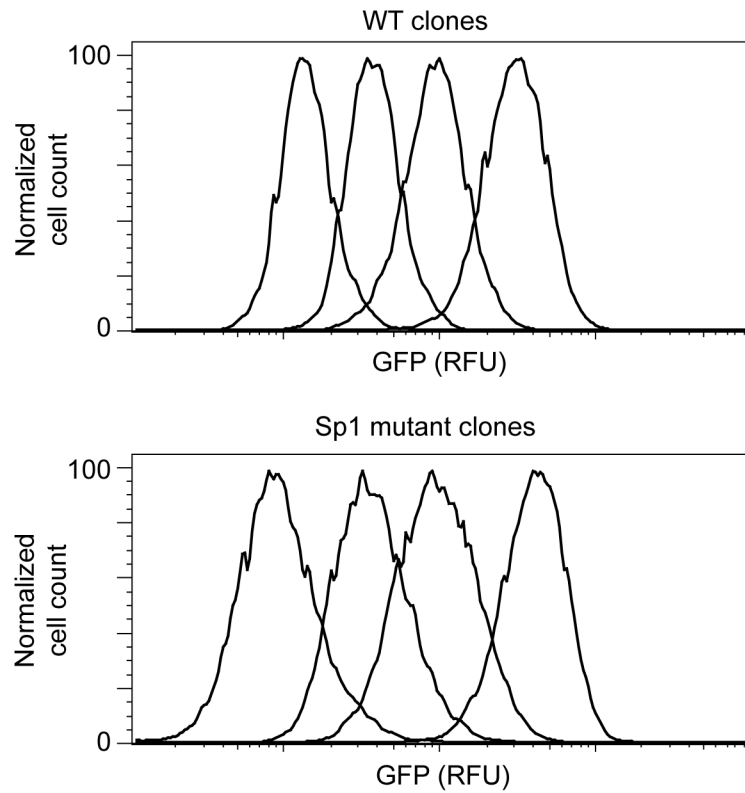 WT clones
100
Normalized
cell count
0
GFP (RFU)
Sp1 mutant clones
100
Normalized
cell count
0
GFP (RFU)